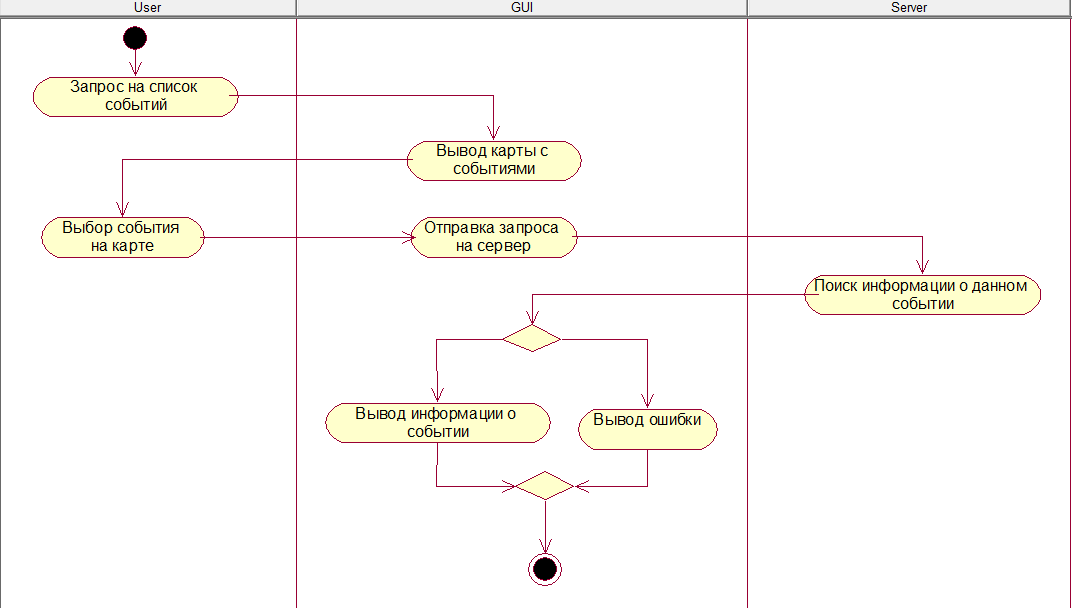 User
GUI
Server
Запрос на список
событий
Вывод карты с
событиями
Выбор события
на карте
Отправка запроса
на сервер
Поиск информации о данном
событии
Вывод информации о
событии
Вывод ошибки